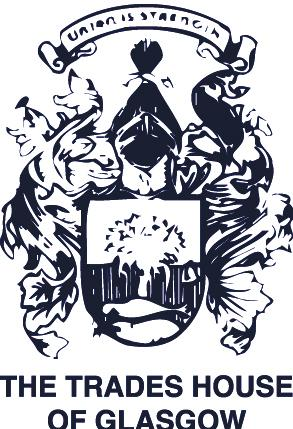 UNION IS STRENGTH
THE TRADES HOUSE
OF GLASGOW